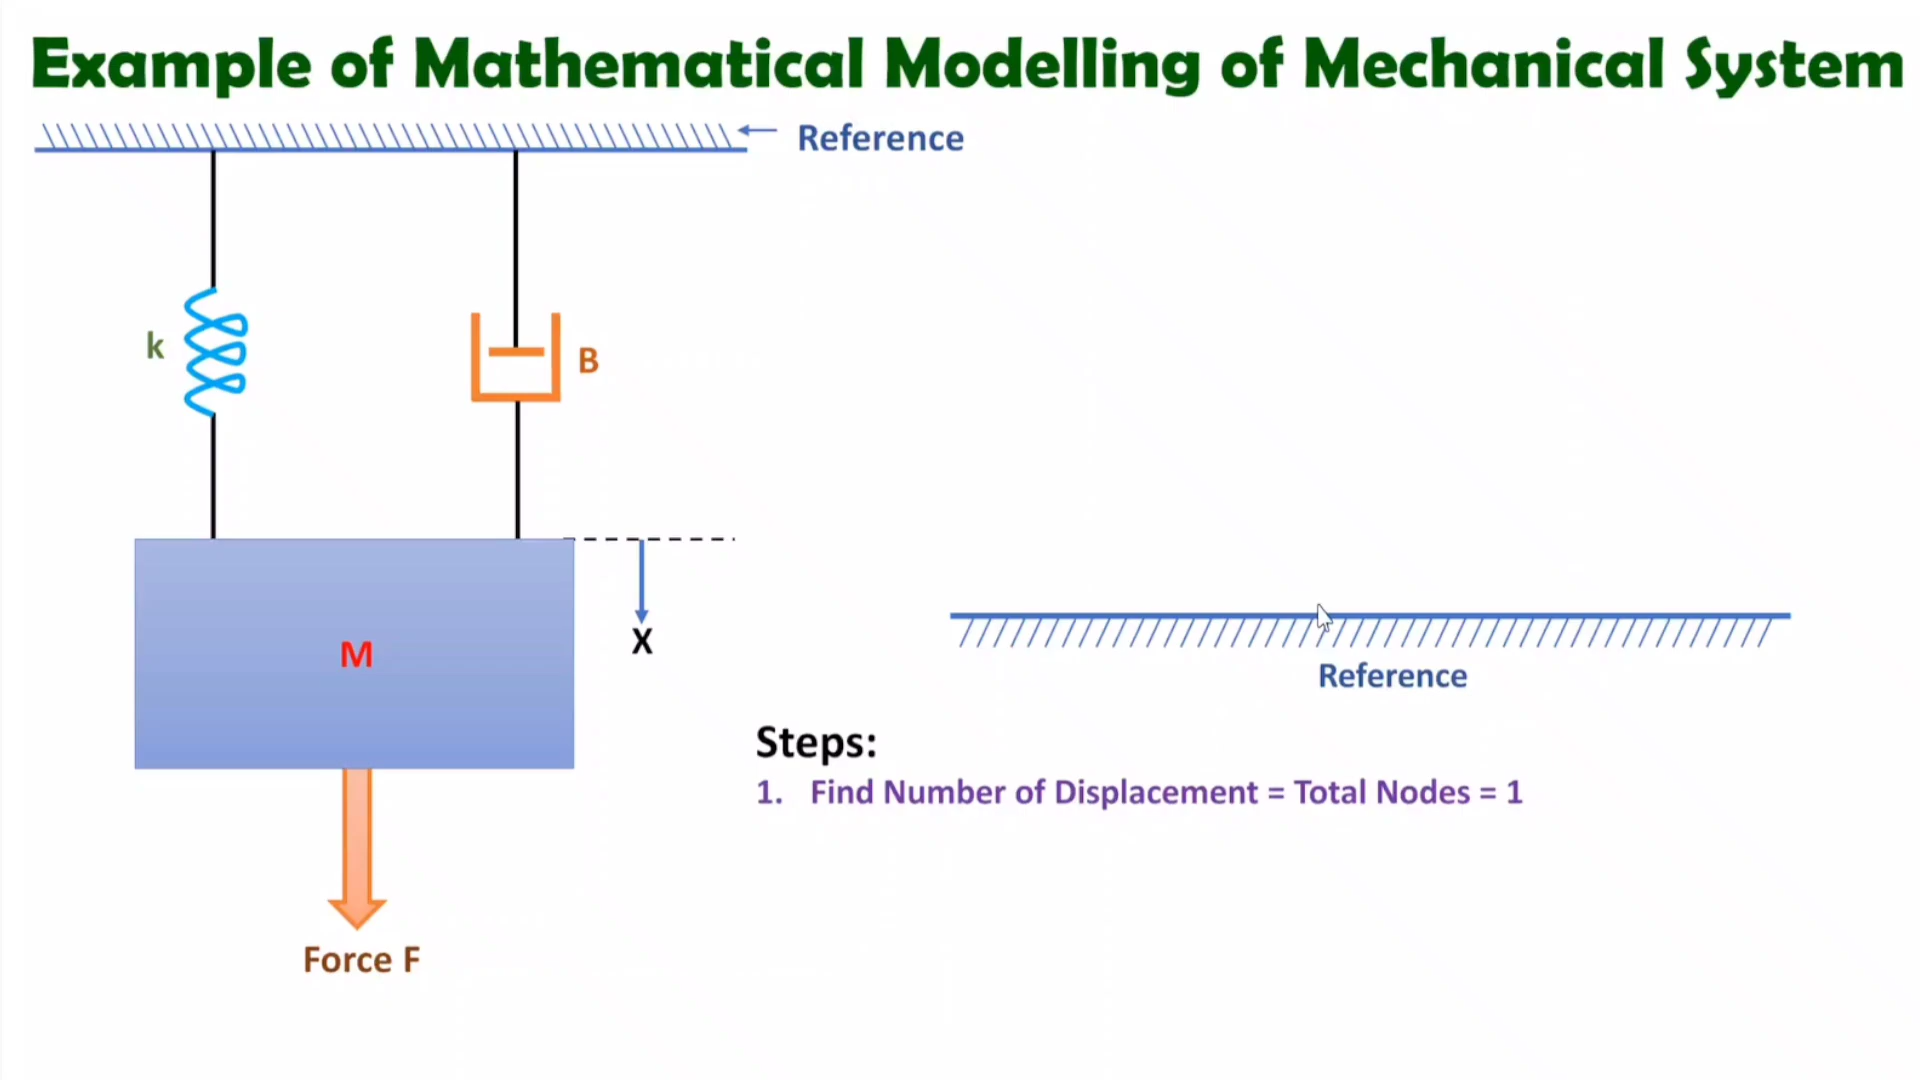 Example of Mathematical Modelling of Mechanical System
Reference
k
B
M
X
Force F
Reference
Steps:
1. Find Number of Displacement = Total Nodes = 1